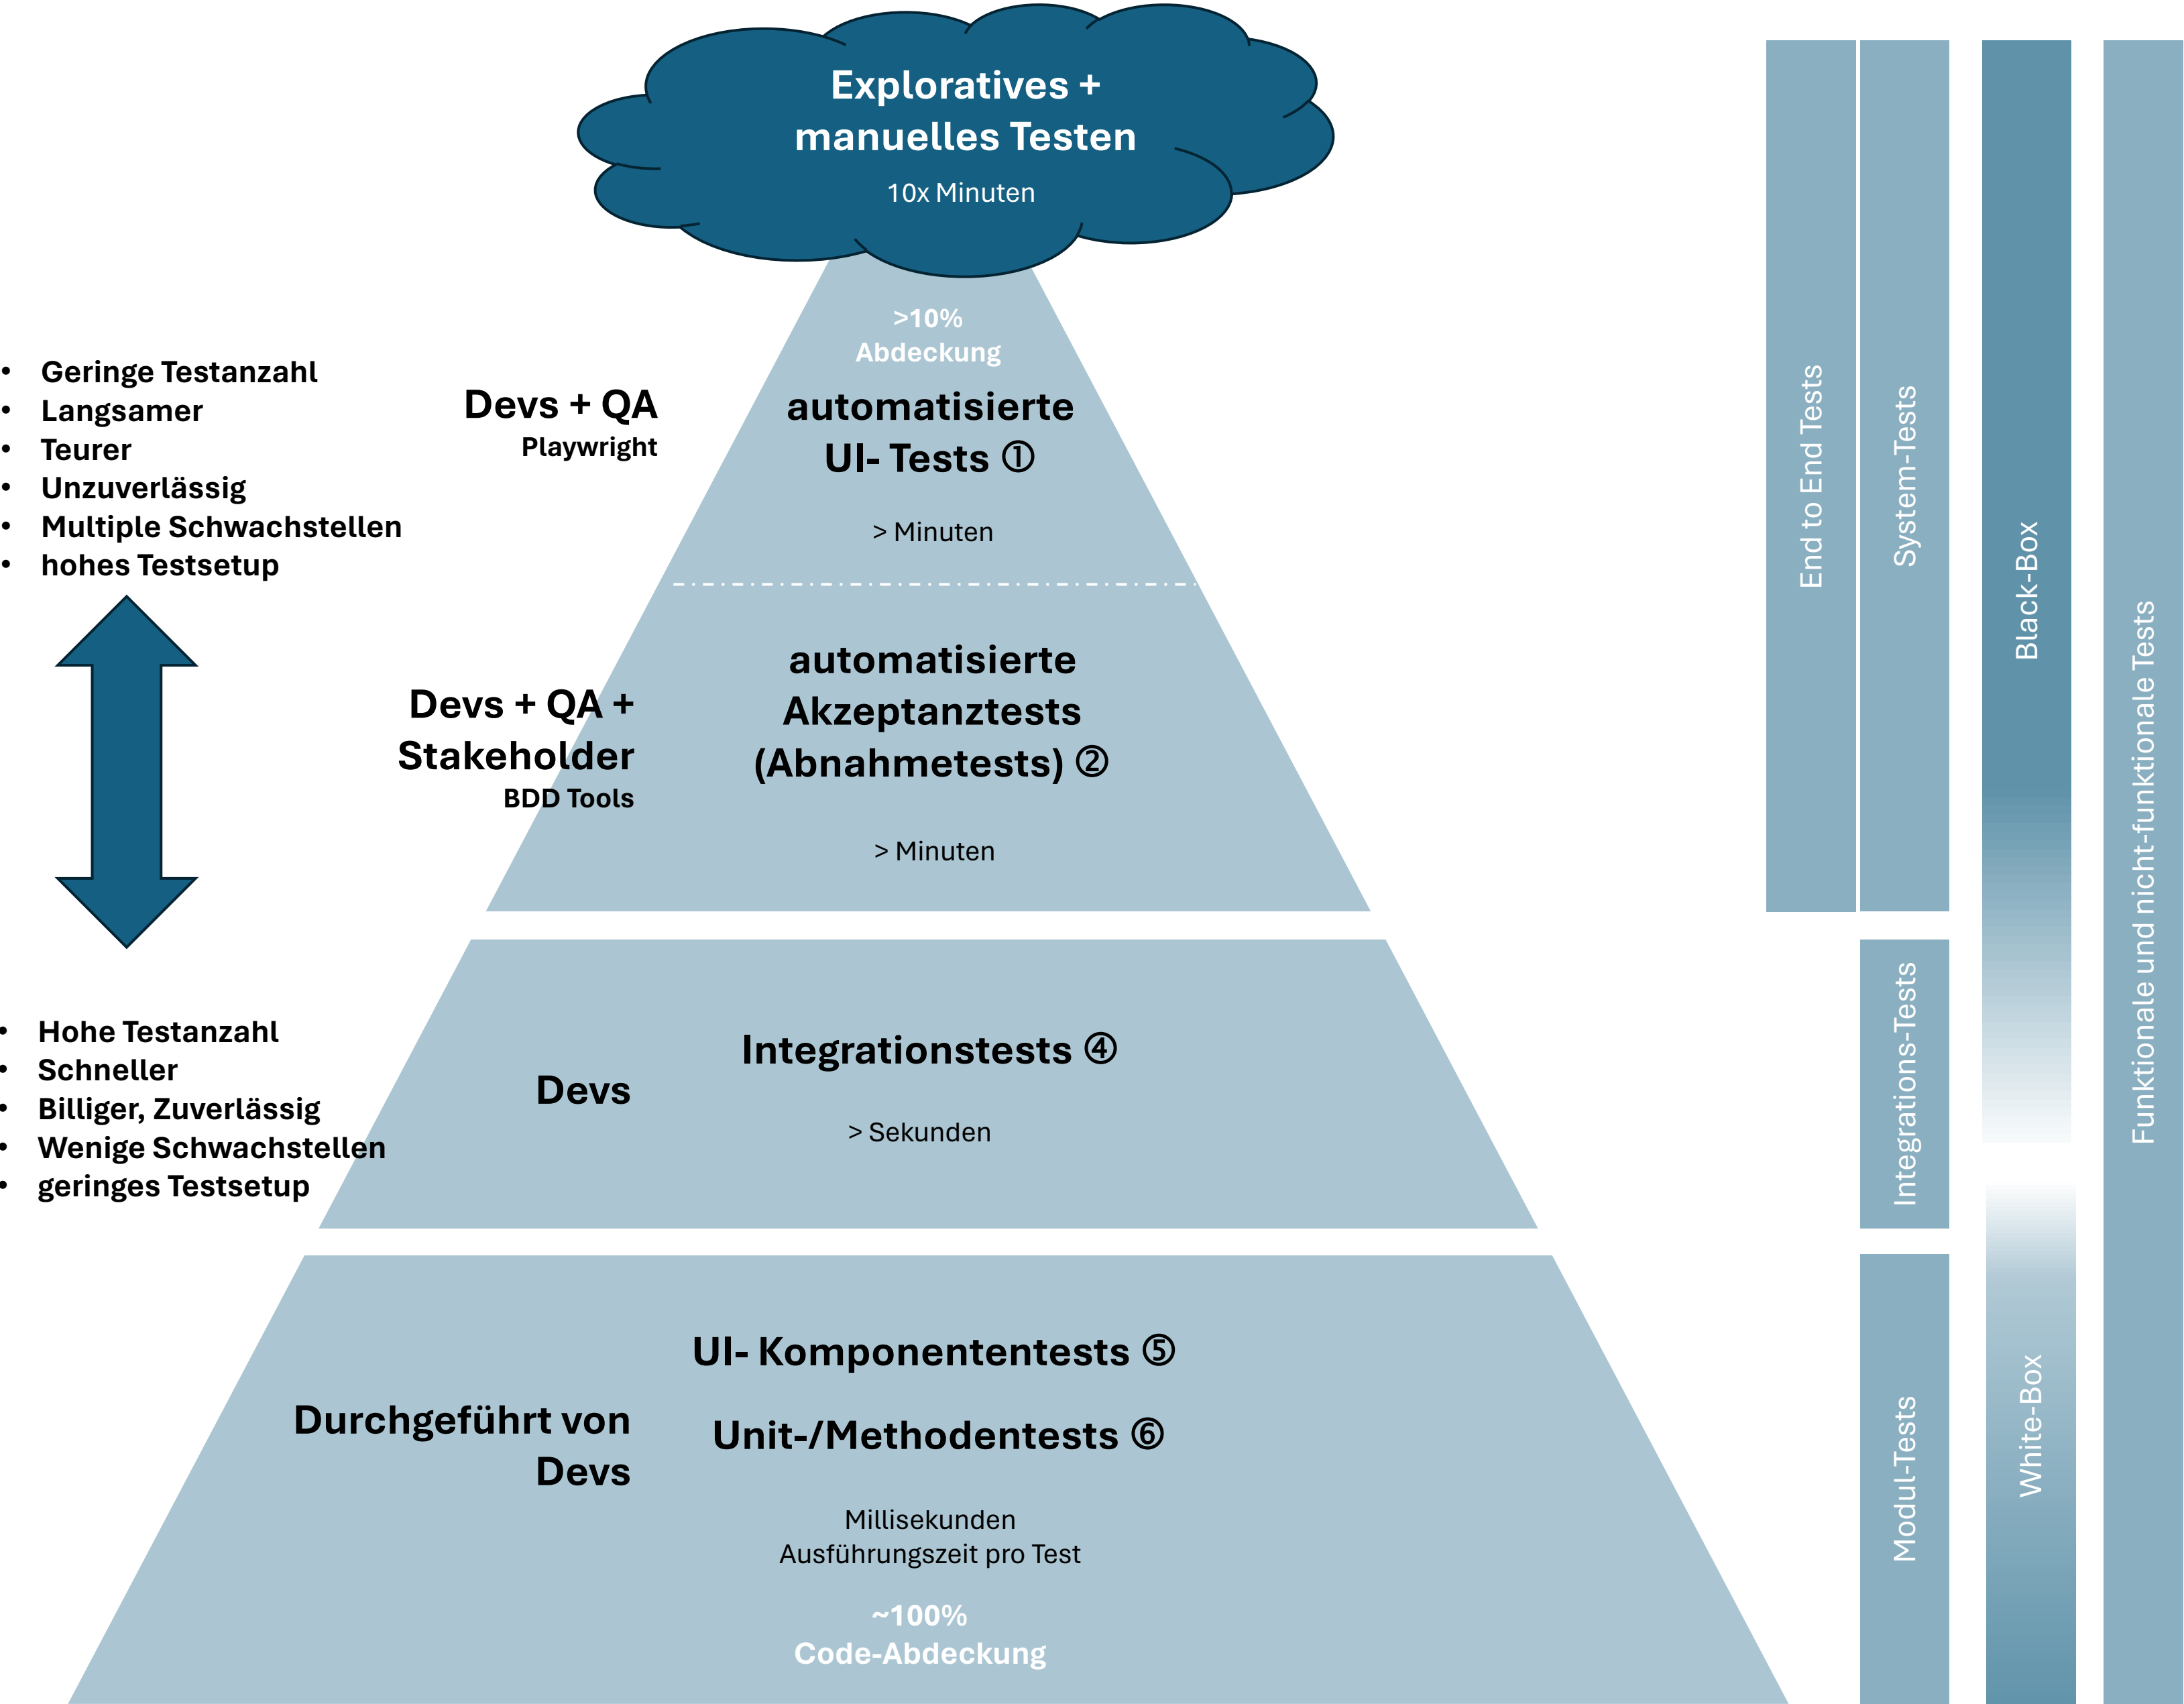 Exploratives +
manuelles Testen
10x Minuten
>10%
Abdeckung
• Geringe Testanzahl
• Langsamer
• Teurer
• Unzuverlässig
• Multiple Schwachstellen
• hohes Testsetup
Devs + QA
Playwright
automatisierte
UI- Tests ①
> Minuten
Devs + QA +
Stakeholder
BDD Tools
automatisierte
Akzeptanztests
(Abnahmetests) ②
> Minuten
• Hohe Testanzahl
• Schneller
• Billiger, Zuverlässig
• Wenige Schwachstellen
• geringes Testsetup
Devs
Integrationstests ④
> Sekunden
Durchgeführt von
Devs
UI- Komponententests ⑤
Unit-/Methodentests ⑥
Millisekunden
Ausführungszeit pro Test
~100%
Code-Abdeckung
End to End Tests
System-Tests
Integrations-Tests
Modul-Tests
Black-Box
White-Box
Funktionale und nicht-funktionale Tests